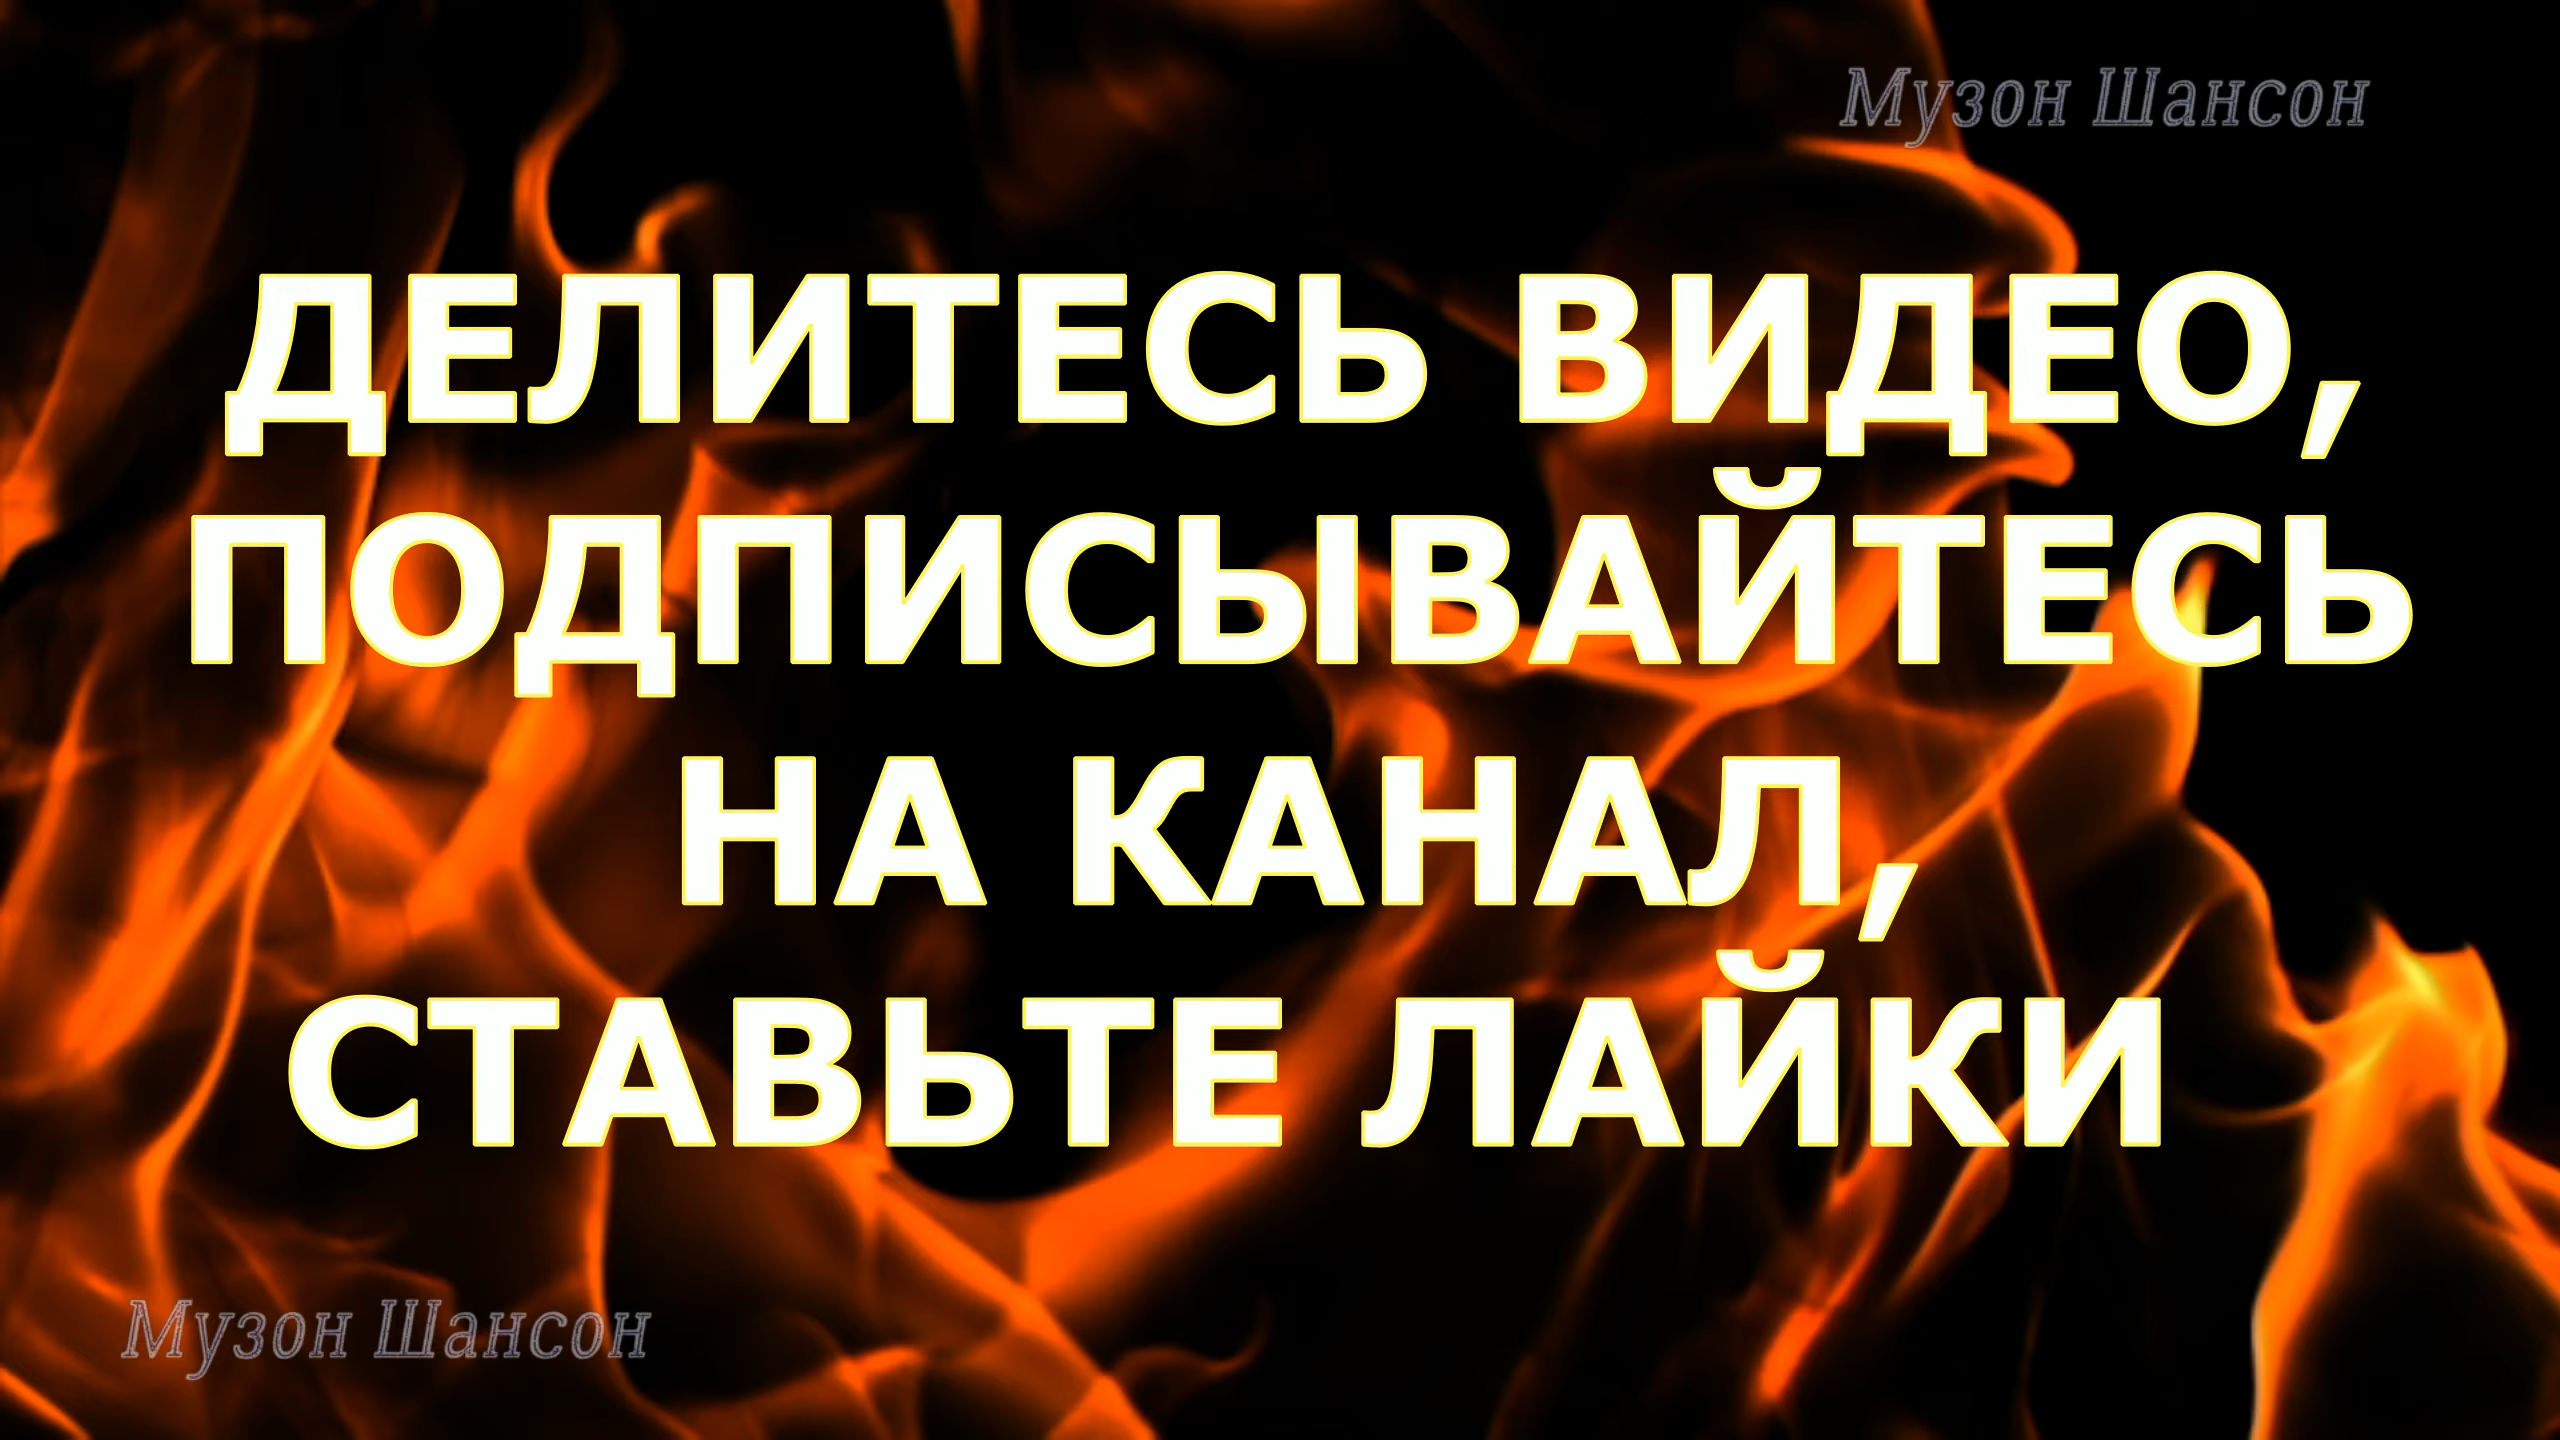 Музон Шансон
ДЕЛИТЕСЬ ВИДЕО,
ПОДПИСЫВАЙТЕСЬ
НА КАНАЛ,
СТАВЬТЕ ЛАЙКИ
Музон Шансон